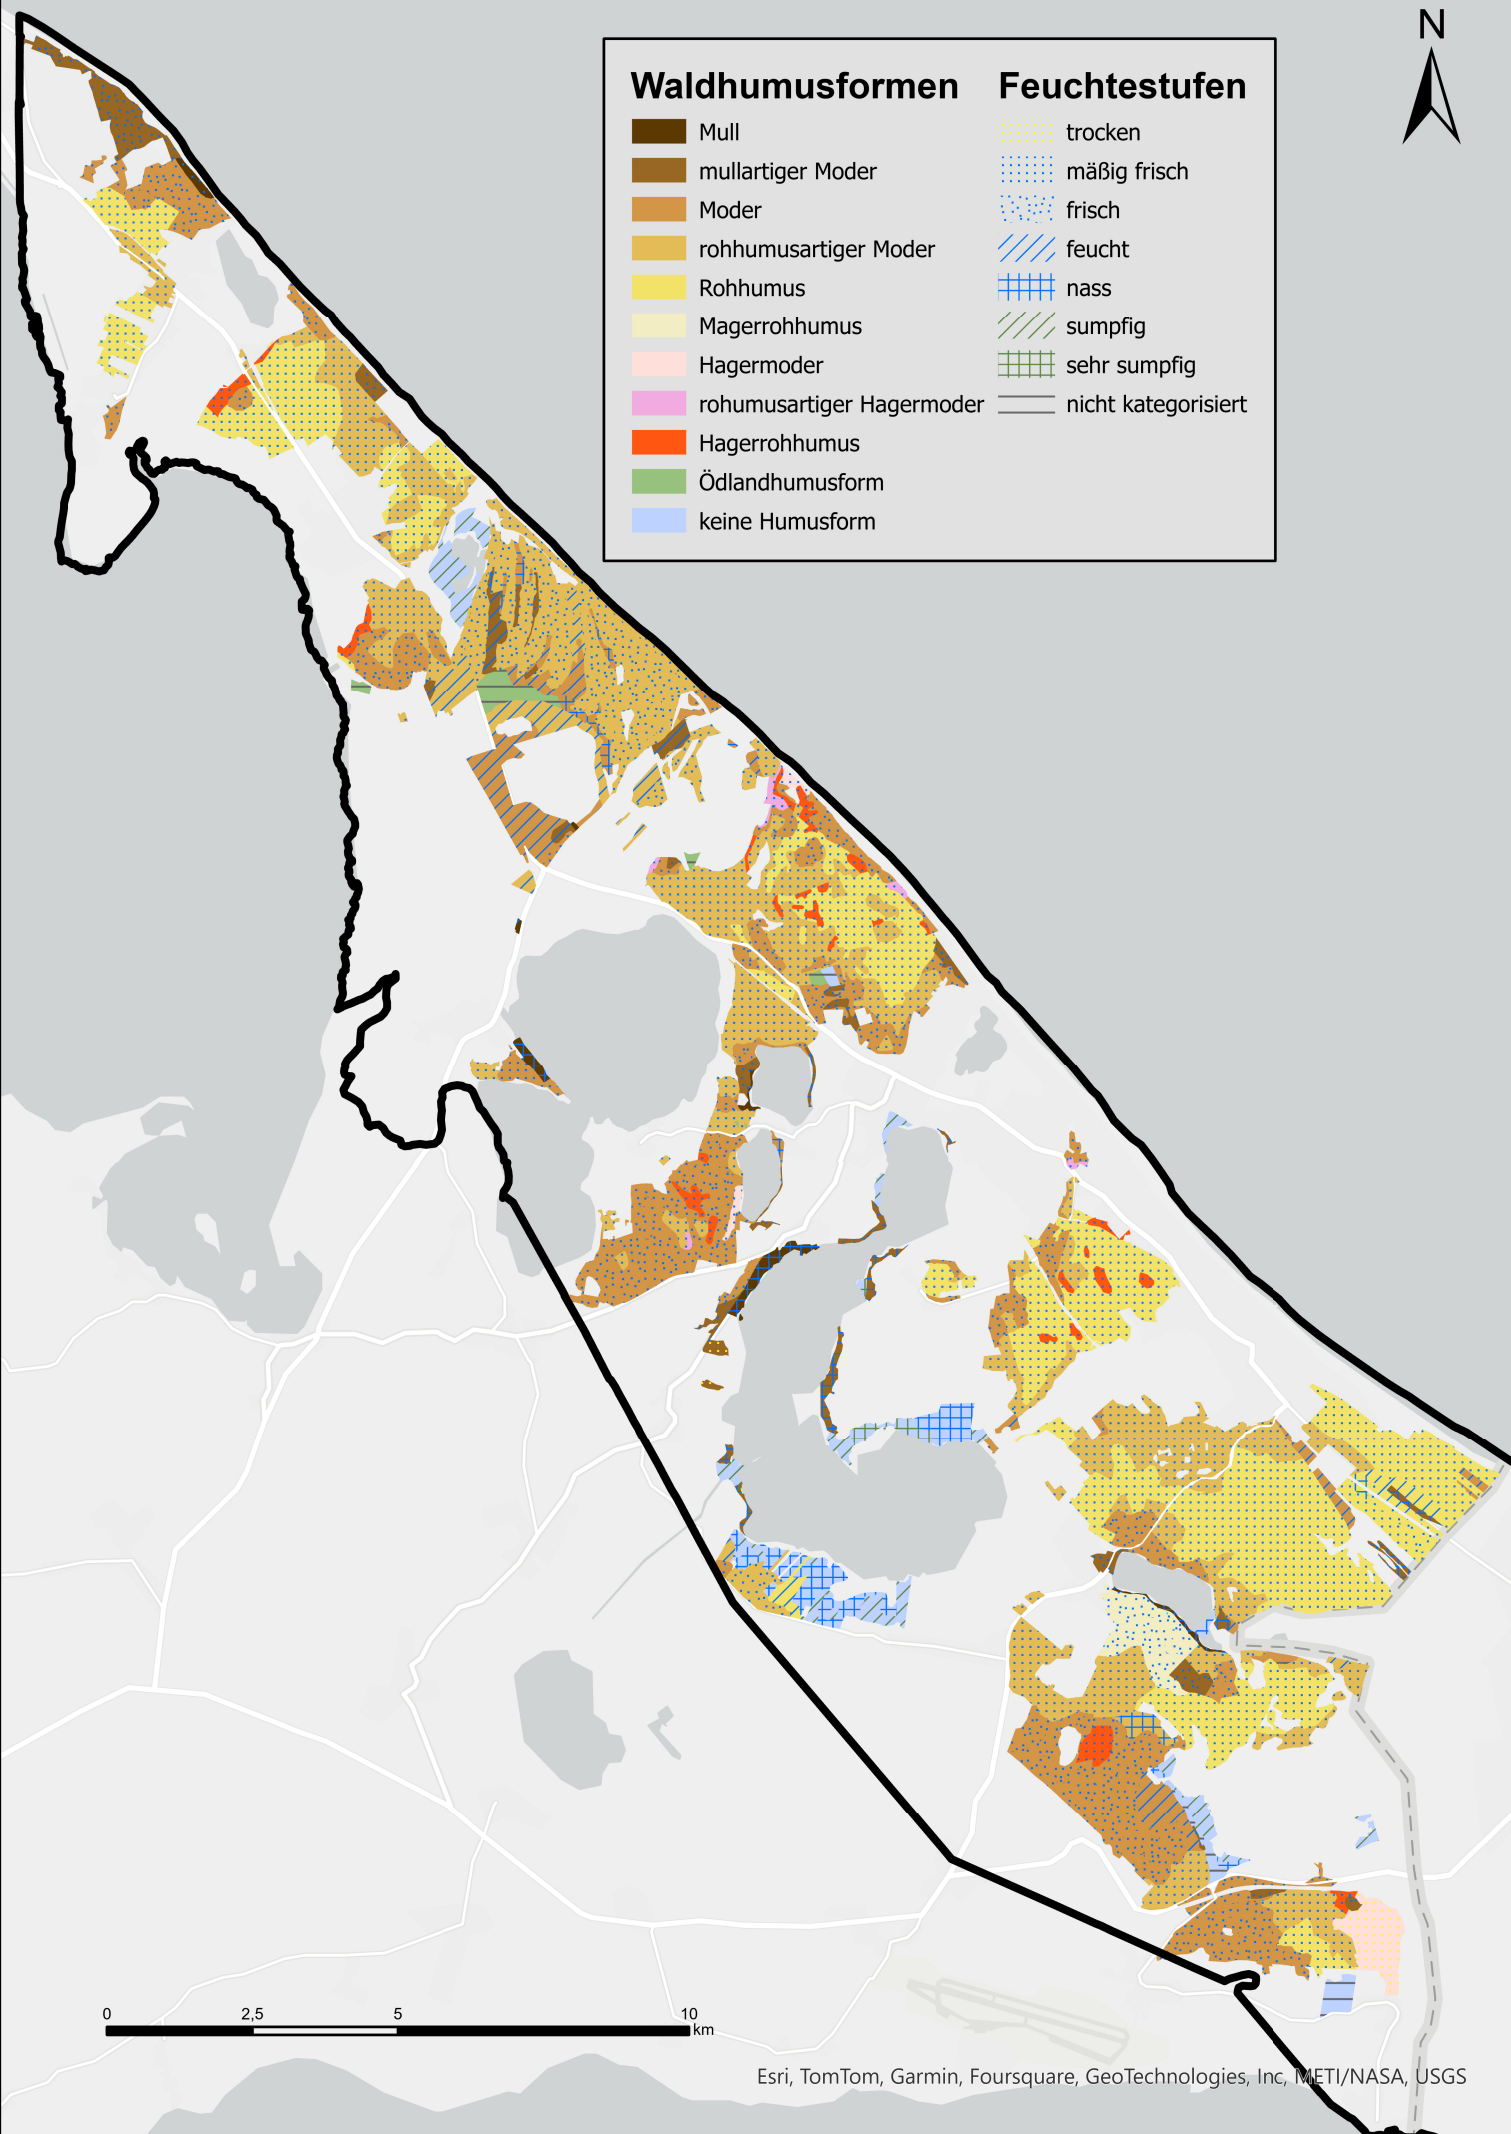 N
Waldhumusformen
Mull
mullartiger Moder
Moder
rohhumusartiger Moder
Rohhumus
Magerrohhumus
Hagermoder
rohumusartiger Hagermoder
Hagerrohhumus
Ödlandhumusform
keine Humusform
Feuchtestufen
trocken
mäßig frisch
frisch
feucht
nass
sumpfig
sehr sumpfig
nicht kategorisiert
0 2,5 5 10
km
Esri, TomTom, Garmin, Foursquare, GeoTechnologies, Inc, METI/NASA, USGS